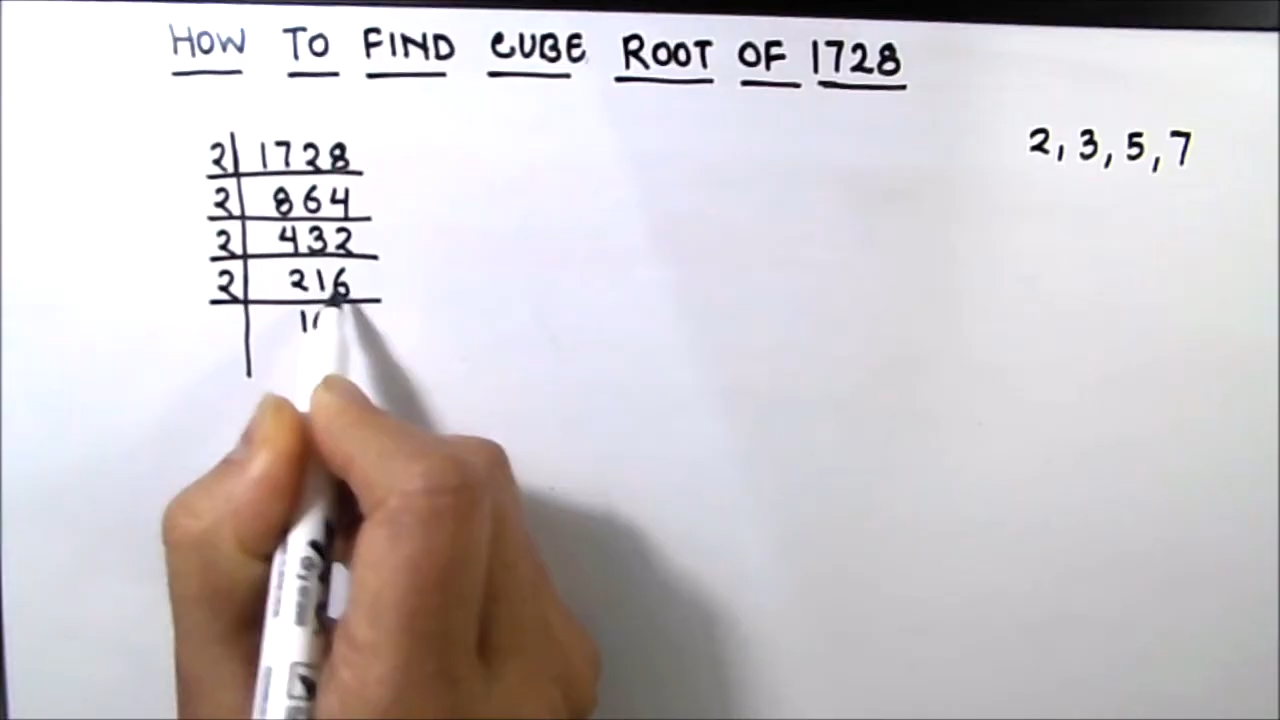 HOW TO FIND CUBE ROOT OF 1728
2, 3, 5, 7
2 1728
2 864
2 432
2 216